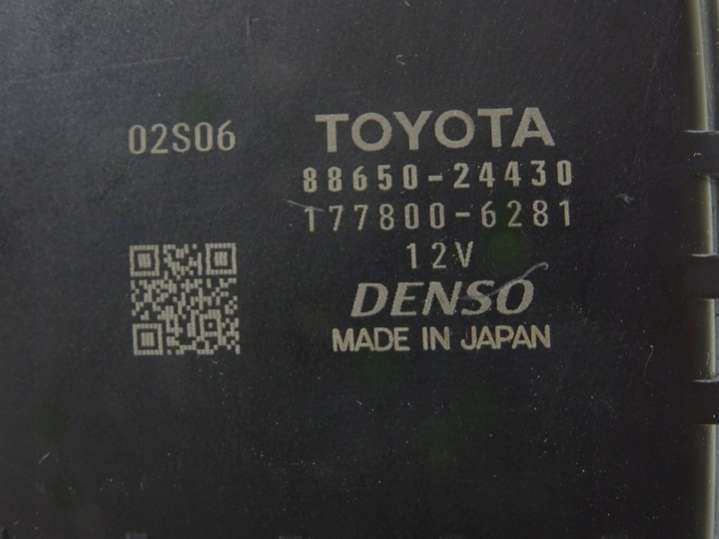 02S06
TOYOTA
88650-24430
177800-6281
12V
DENSO
MADE IN JAPAN